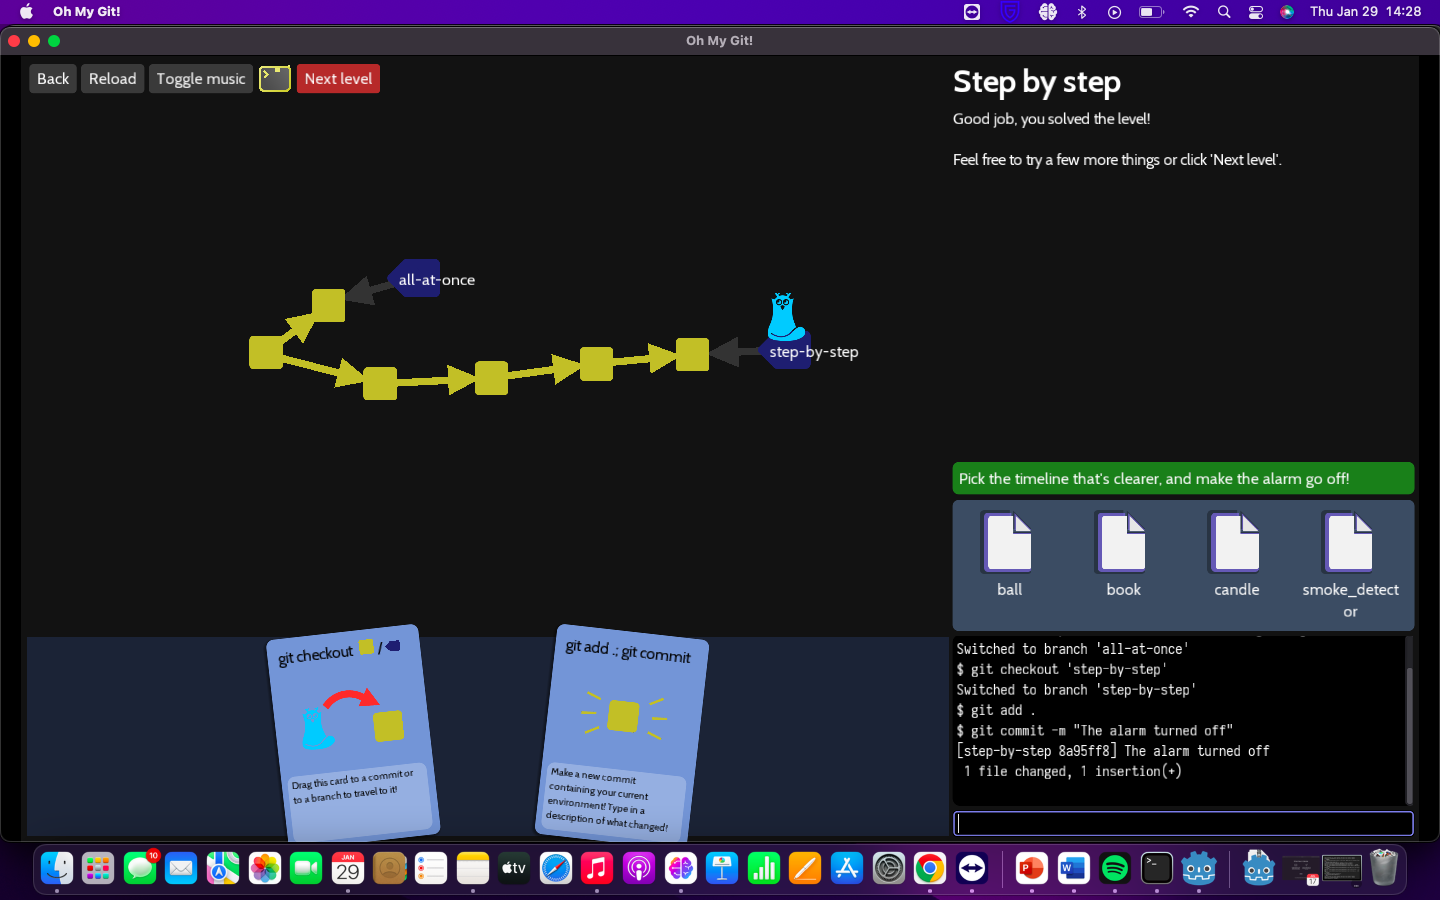 Oh My Git!
Thu Jan 29 14:28
Oh My Git!
Back
Reload
Toggle music
Next level
Step by step
Good job, you solved the level!
Feel free to try a few more things or click 'Next level'.
all-at-once
step-by-step
Pick the timeline that's clearer, and make the alarm go off!
ball
book
candle
smoke_detect
or
git checkout /
Drag this card to a commit or
to a branch to travel to it!
git add .; git commit
Make a new commit
containing your current
environment! Type in a
description of what changed!
Switched to branch 'all-at-once'
$ git checkout 'step-by-step'
Switched to branch 'step-by-step'
$ git add .
$ git commit -m "The alarm turned off"
[step-by-step 8a95ff8] The alarm turned off
1 file changed, 1 insertion(+)
10
JAN
29
tv
17